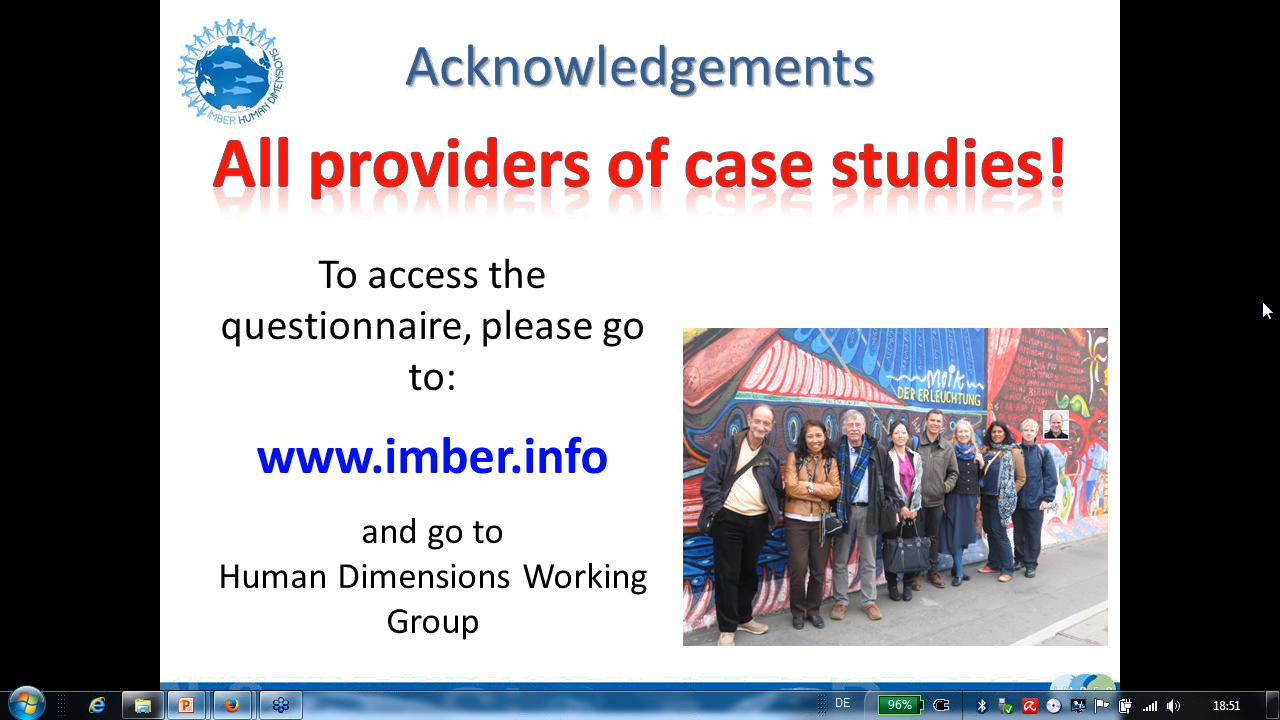 IMBER HUMAN DIMENSIONS
Acknowledgements
All providers of case studies!
To access the
questionnaire, please go
to:
www.imber.info
and go to
Human Dimensions Working
Group
DER ERLEUCHTUNG
DE
96%
18:51